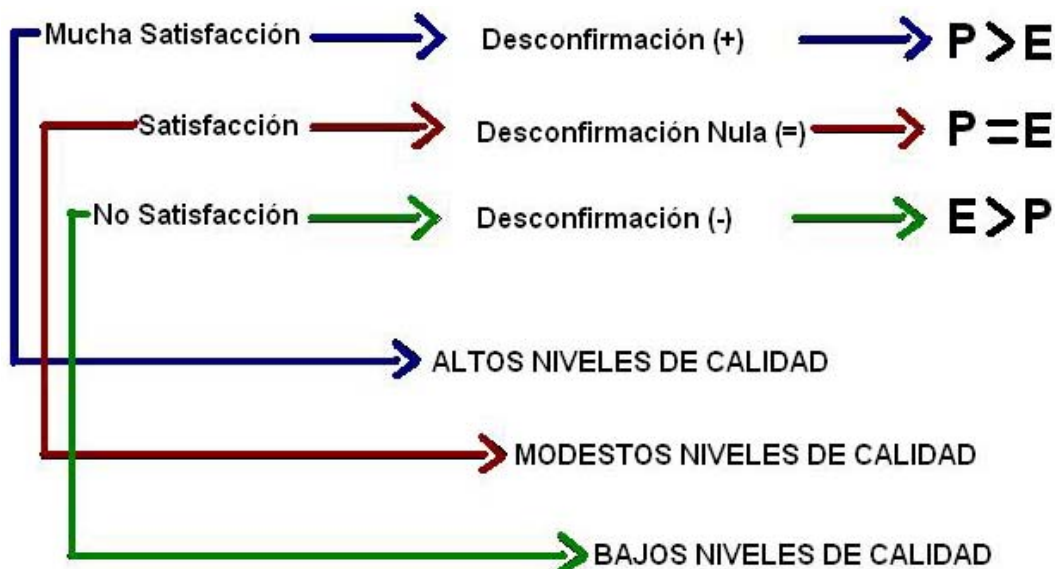 Mucha Satisfacción Desconfirmación (+) P > E
Satisfacción Desconfirmación Nula (=) P = E
No Satisfacción Desconfirmación (-) E > P
ALTOS NIVELES DE CALIDAD
MODESTOS NIVELES DE CALIDAD
BAJOS NIVELES DE CALIDAD